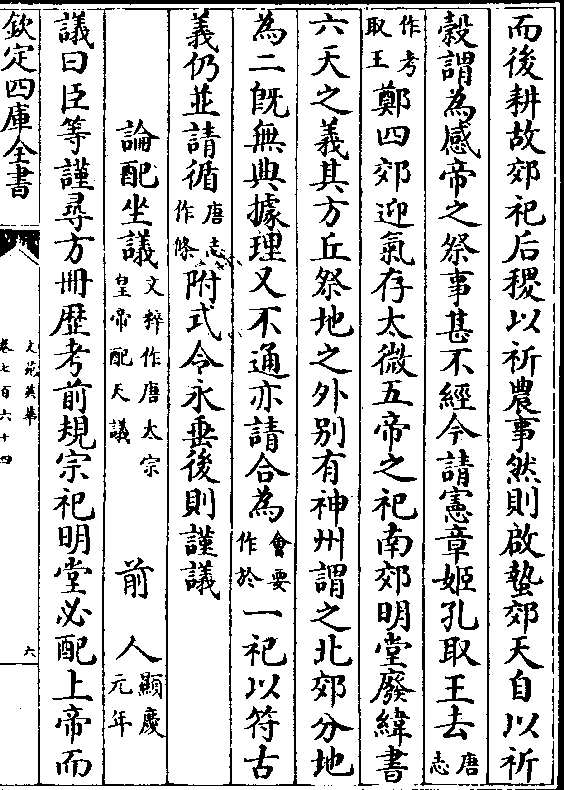 而後耕故郊祀后稷以祈農事然則啟蟄郊天自以祈
穀謂為感帝之祭事甚不經今請憲章姬孔取王去唐志
作考取王鄭四郊迎氣存太微五帝之祀南郊明堂廢緯書
六天之義其方丘祭地之外別有神州謂之北郊分地
為二旣無典據理又不通亦請合為會要作於一祀以符古
義仍並請循唐志作條附式令永垂後則謹議
論配坐議文粹作唐太宗皇帝配天議 前人顯慶元年
議曰臣等謹尋方冊歷考前規宗祀明堂必配上帝而
欽定四庫全書
文苑英華
卷七百六十四
六